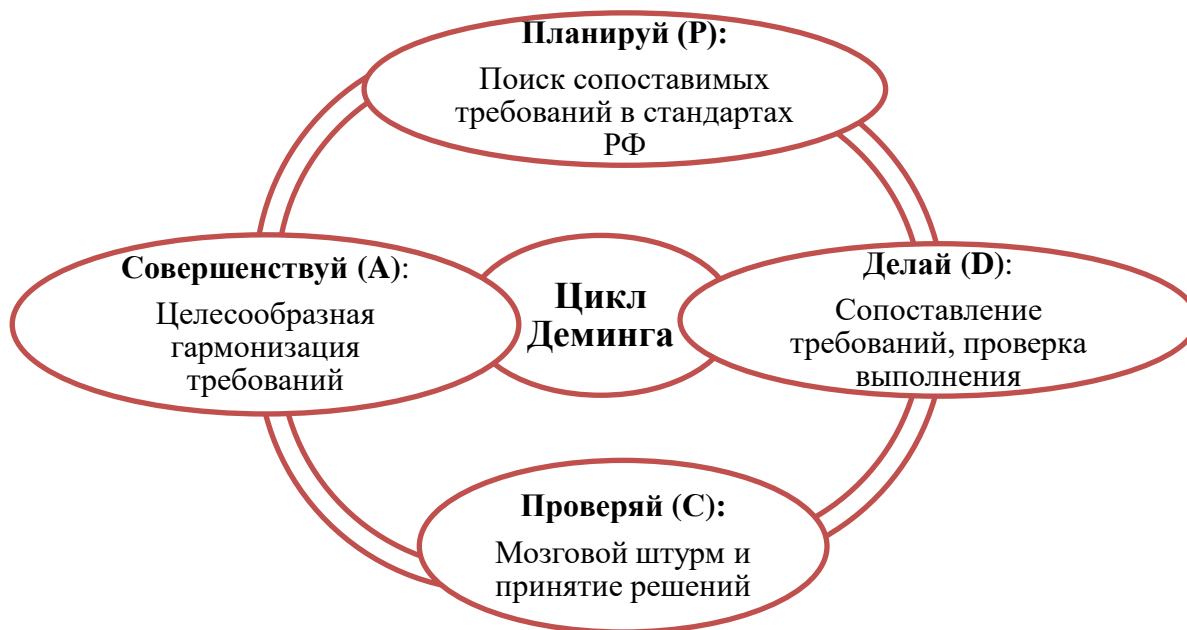 Планируй (P):
Поиск сопоставимых
требований в стандартах
РФ
Совершенствуй (A):
Целесообразная
гармонизация
требований
Цикл
Деминга
Делай (D):
Сопоставление
требований, проверка
выполнения
Проверяй (C):
Мозговой штурм и
принятие решений